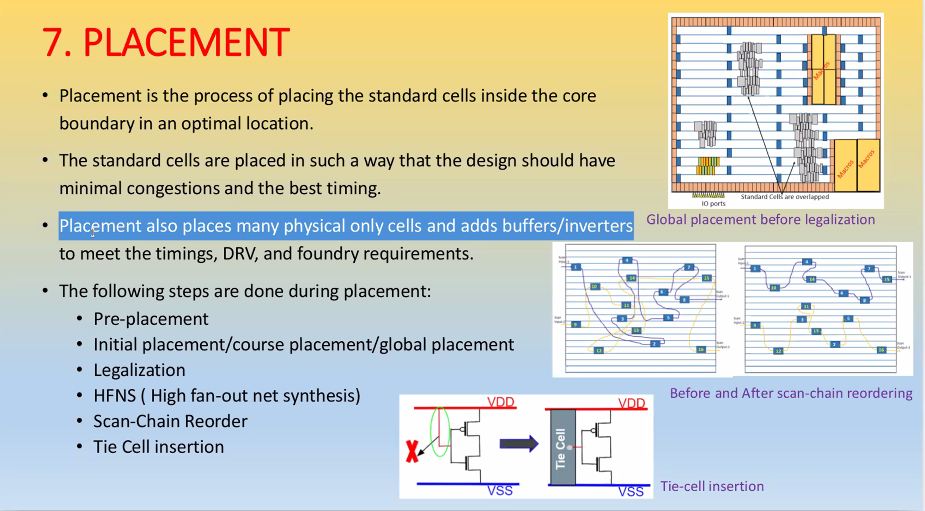 7. PLACEMENT
• Placement is the process of placing the standard cells inside the core
boundary in an optimal location.
• The standard cells are placed in such a way that the design should have
minimal congestions and the best timing.
• Placement also places many physical only cells and adds buffers/inverters
to meet the timings, DRV, and foundry requirements.
• The following steps are done during placement:
• Pre-placement
• Initial placement/course placement/global placement
• Legalization
• HFNS ( High fan-out net synthesis)
• Scan-Chain Reorder
• Tie Cell insertion
Macros
Macros
Macros
Standard Cells are overlapped
IO ports
Global placement before legalization
Before and After scan-chain reordering
VDD
VDD
X
Tie Cell
VSS
VSS
Tie-cell insertion